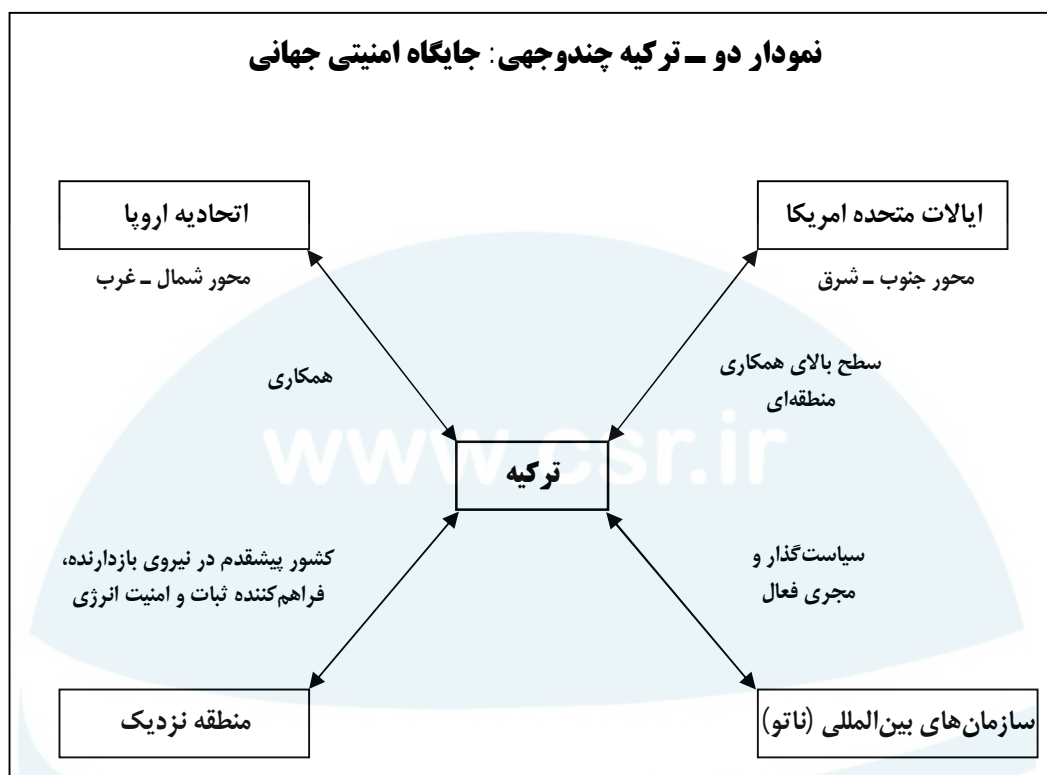 نمودار دو ـ ترکیه چندوجهی: جایگاه امنیتی جهانی
ایالات متحده امریکا
اتحادیه اروپا
محور جنوب ـ شرق
محور شمال ـ غرب
سطح بالای همکاری
منطقه‌ای
همکاری
www.csr.ir
ترکیه
سیاست‌گذار و
مجری فعال
کشور پیشقدم در نیروی بازدارنده،
فراهم‌کننده ثبات و امنیت انرژی
سازمان‌های بین‌المللی (ناتو)
منطقه نزدیک